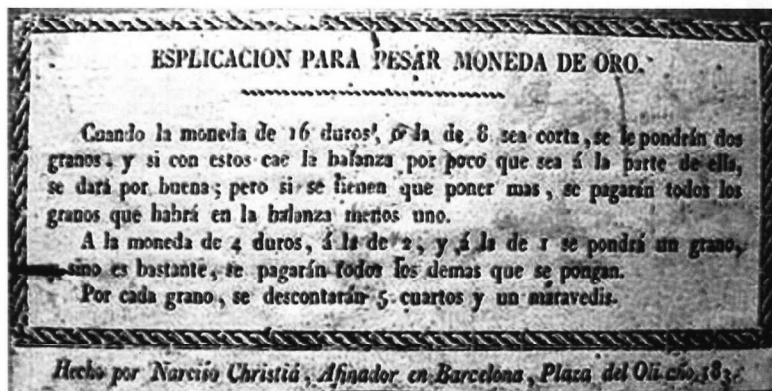 ESPLICACION PARA PESAR MONEDA DE ORO.
Cuando la moneda de 16 duros, ó la de 8 sea corta, se le pondrán dos
granos, y si con estos cae la balanza por poco que sea á la parte de ella,
se dará por buena; pero si se tienen que poner mas, se pagarán todos los
granos que habrá en la balanza menos uno.
A la moneda de 4 duros, á la de 2, y á la de 1 se pondrá un grano,
sino es bastante, se pagarán todos los demas que se pongan.
Por cada grano, se descontarán 5 cuartos y un maravedis.
Hecho por Narciso Christiá, Afinador en Barcelona, Plaza del Oli